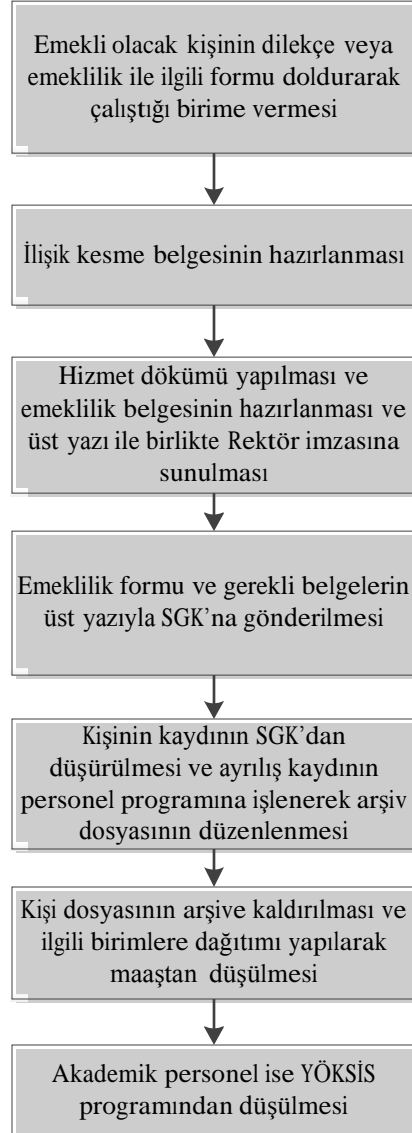 Emekli olacak kişinin dilekçe veya
emeklilik ile ilgili formu doldurarak
çalıştığı birime vermesi
İlişik kesme belgesinin hazırlanması
Hizmet dökümü yapılması ve
emeklilik belgesinin hazırlanması ve
üst yazı ile birlikte Rektör imzasına
sunulması
Emeklilik formu ve gerekli belgelerin
üst yazıyla SGK’na gönderilmesi
Kişinin kaydının SGK’dan
düşürülmesi ve ayrılış kaydının
personel programına işlenerek arşiv
dosyasının düzenlenmesi
Kişi dosyasının arşive kaldırılması ve
ilgili birimlere dağıtımı yapılarak
maaştan düşülmesi
Akademik personel ise YÖKSİS
programından düşülmesi